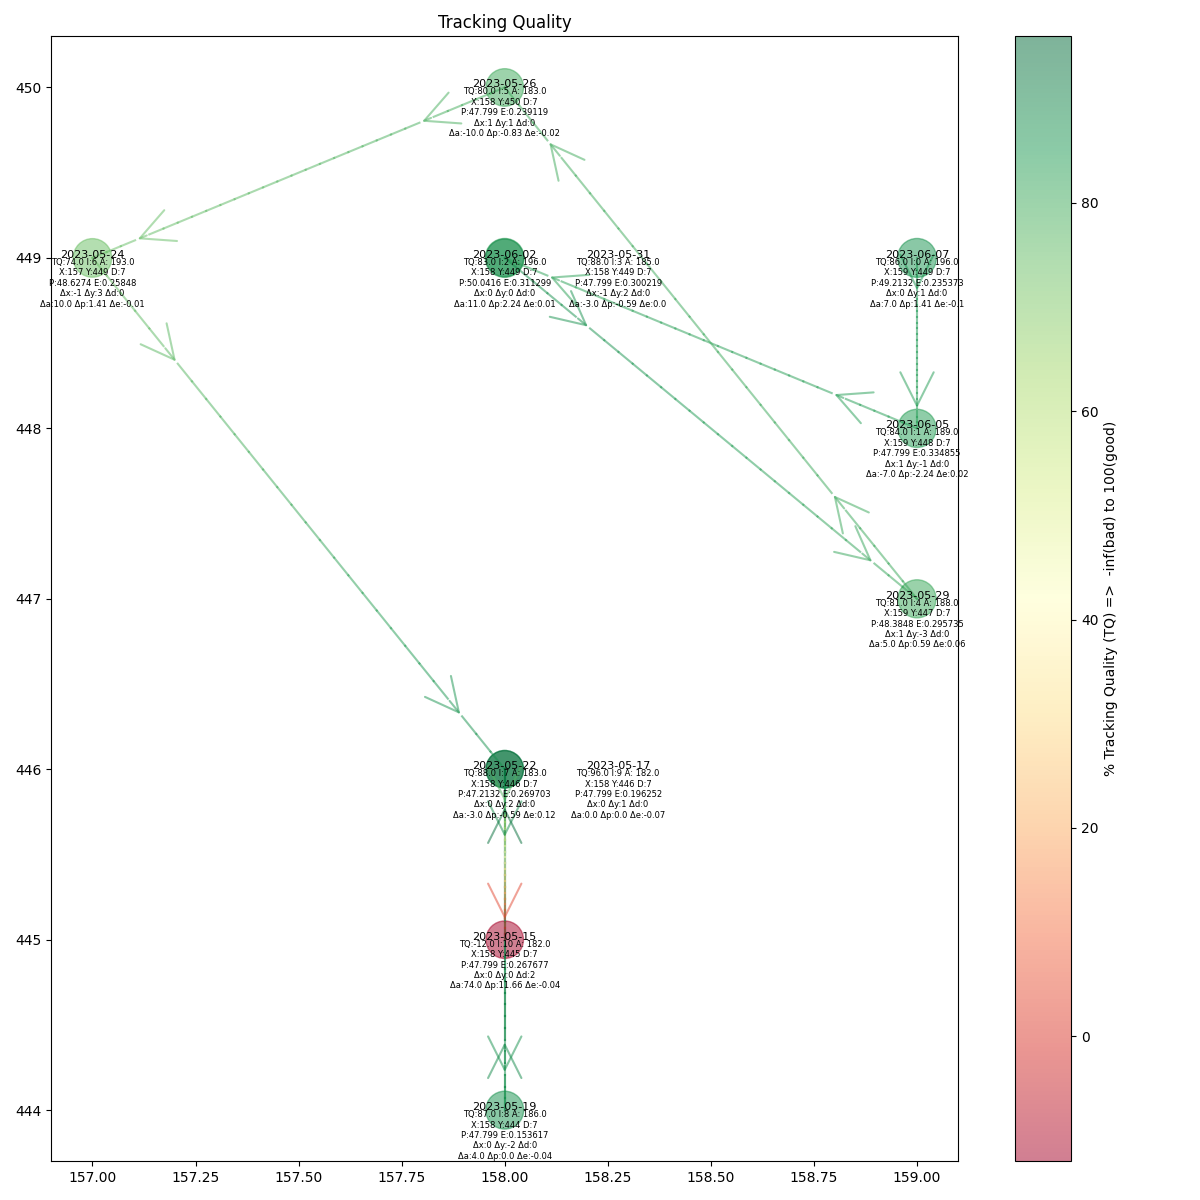 Tracking Quality
450
449
448
447
446
445
444
2023-05-26
TQ:80.0 I:5 A: 183.0
X:158 Y:450 D:7
P:47.799 E:0.239119
Δx:1 Δy:1 Δd:0
Δa:-10.0 Δp:-0.83 Δe:-0.02
2023-05-24
TQ:74.0 I:6 A: 193.0
X:157 Y:449 D:7
P:48.6274 E:0.25848
Δx:-1 Δy:3 Δd:0
Δa:10.0 Δp:1.41 Δe:-0.01
2023-06-02
TQ:83.0 I:2 A: 196.0
X:158 Y:449 D:7
P:50.0416 E:0.311299
Δx:0 Δy:0 Δd:0
Δa:11.0 Δp:2.24 Δe:0.01
2023-05-31
TQ:88.0 I:3 A: 185.0
X:158 Y:449 D:7
P:47.799 E:0.300219
Δx:-1 Δy:2 Δd:0
Δa:-3.0 Δp:-0.59 Δe:0.0
2023-06-07
TQ:86.0 I:0 A: 196.0
X:159 Y:449 D:7
P:49.2132 E:0.235373
Δx:0 Δy:1 Δd:0
Δa:7.0 Δp:1.41 Δe:-0.1
2023-06-05
TQ:84.0 I:1 A: 189.0
X:159 Y:448 D:7
P:47.799 E:0.334855
Δx:1 Δy:-1 Δd:0
Δa:-7.0 Δp:-2.24 Δe:0.02
2023-05-29
TQ:81.0 I:4 A: 188.0
X:159 Y:447 D:7
P:48.3848 E:0.295735
Δx:1 Δy:-3 Δd:0
Δa:5.0 Δp:0.59 Δe:0.06
2023-05-22
TQ:88.0 I:7 A: 183.0
X:158 Y:446 D:7
P:47.2132 E:0.269703
Δx:0 Δy:2 Δd:0
Δa:-3.0 Δp:-0.59 Δe:0.12
2023-05-17
TQ:96.0 I:9 A: 182.0
X:158 Y:446 D:7
P:47.799 E:0.196252
Δx:0 Δy:1 Δd:0
Δa:0.0 Δp:0.0 Δe:-0.07
2023-05-15
TQ:-12.0 I:10 A: 182.0
X:158 Y:445 D:7
P:47.799 E:0.267677
Δx:0 Δy:0 Δd:2
Δa:74.0 Δp:11.66 Δe:-0.04
2023-05-19
TQ:87.0 I:8 A: 186.0
X:158 Y:444 D:7
P:47.799 E:0.153617
Δx:0 Δy:-2 Δd:0
Δa:4.0 Δp:0.0 Δe:-0.04
157.00 157.25 157.50 157.75 158.00 158.25 158.50 158.75 159.00
80
60
40
20
0
% Tracking Quality (TQ) => -inf(bad) to 100(good)